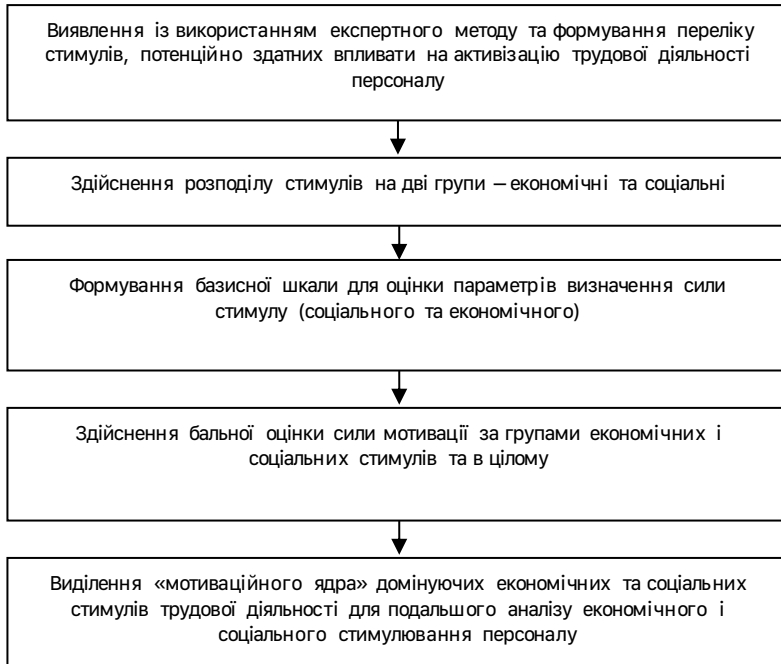 Виявлення із використанням експертного методу та формування переліку
стимулів, потенційно здатних впливати на активізацію трудової діяльності
персоналу
Здійснення розподілу стимулів на дві групи – економічні та соціальні
Формування базисної шкали для оцінки параметрів визначення сили
стимулу (соціального та економічного)
Здійснення бальної оцінки сили мотивації за групами економічних і
соціальних стимулів та в цілому
Виділення «мотиваційного ядра» домінуючих економічних та соціальних
стимулів трудової діяльності для подальшого аналізу економічного і
соціального стимулювання персоналу